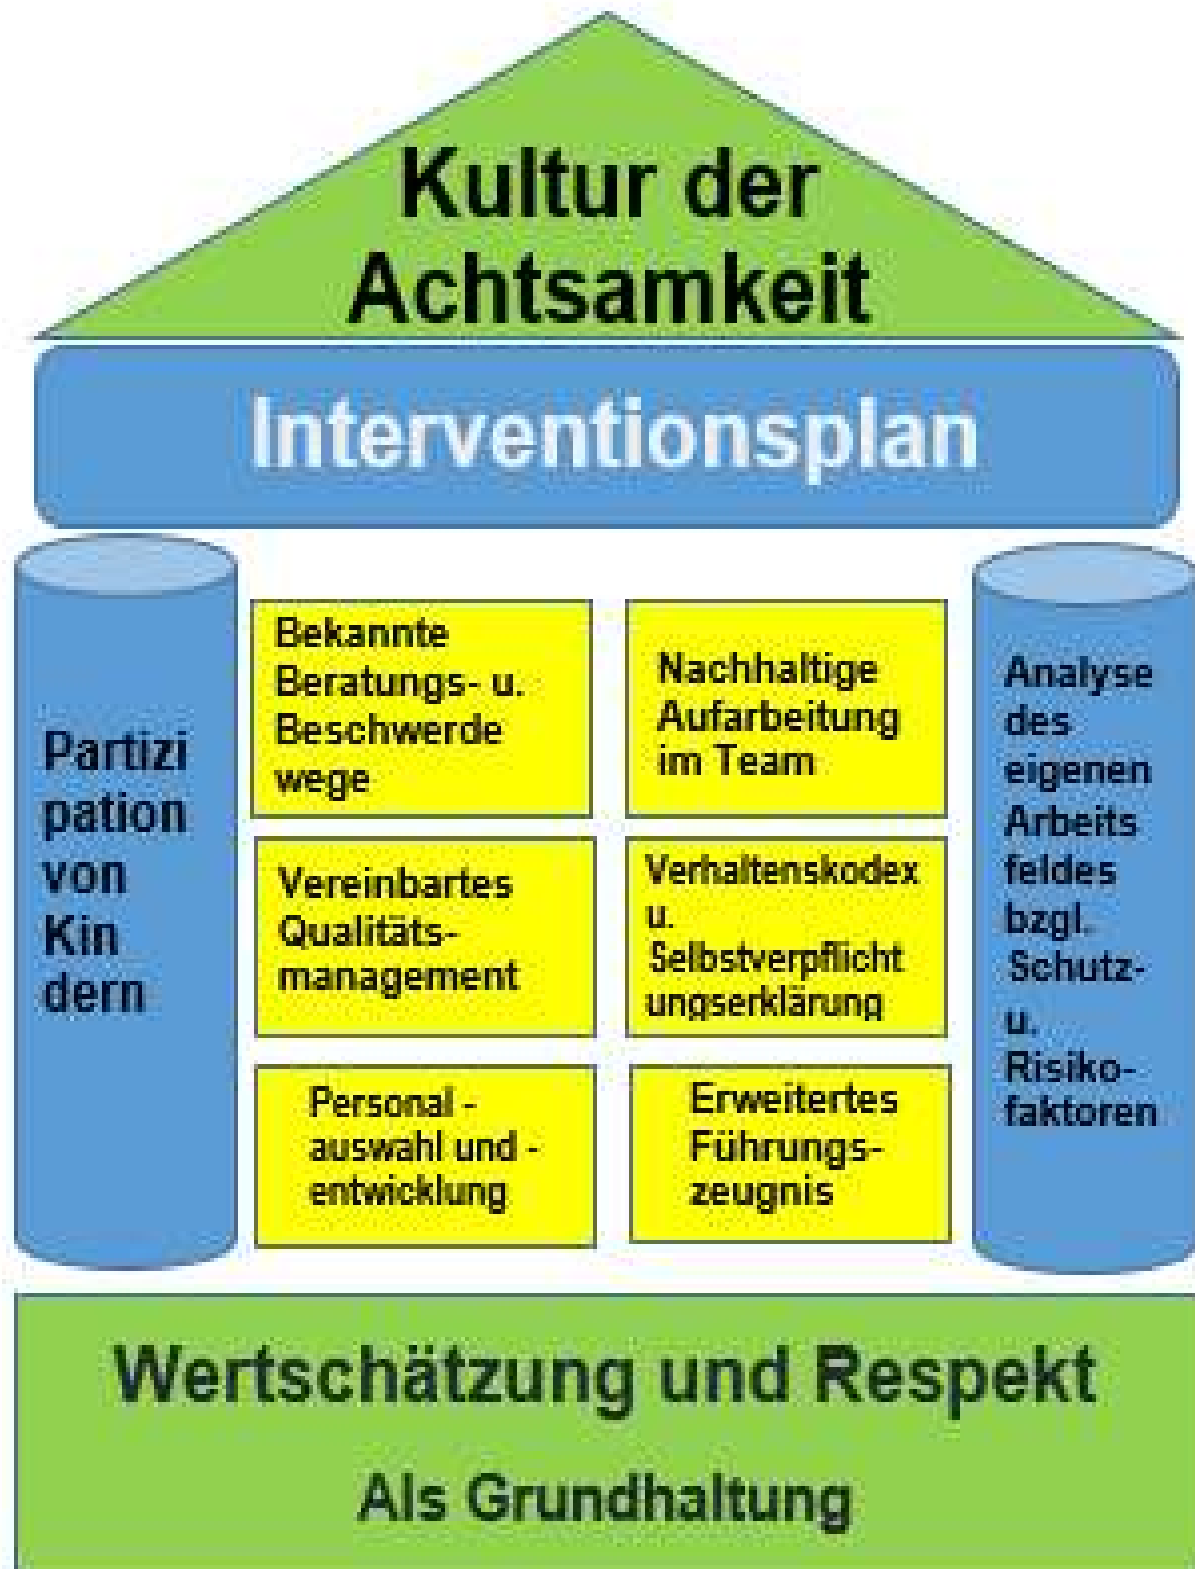 Kultur der
Achtsamkeit
Interventionsplan
Partizi
pation
von
Kin
dern
Bekannte
Beratungs- u.
Beschwerde
wege
Nachhaltige
Aufarbeitung
im Team
Vereinbartes
Qualitäts-
management
Verhaltenskodex
u.
Selbstverpflicht
ungserklärung
Personal -
auswahl und -
entwicklung
Erweitertes
Führungs-
zeugnis
Analyse
des
eigenen
Arbeits
feldes
bzgl.
Schutz-
u.
Risiko-
faktoren
Wertschätzung und Respekt
Als Grundhaltung